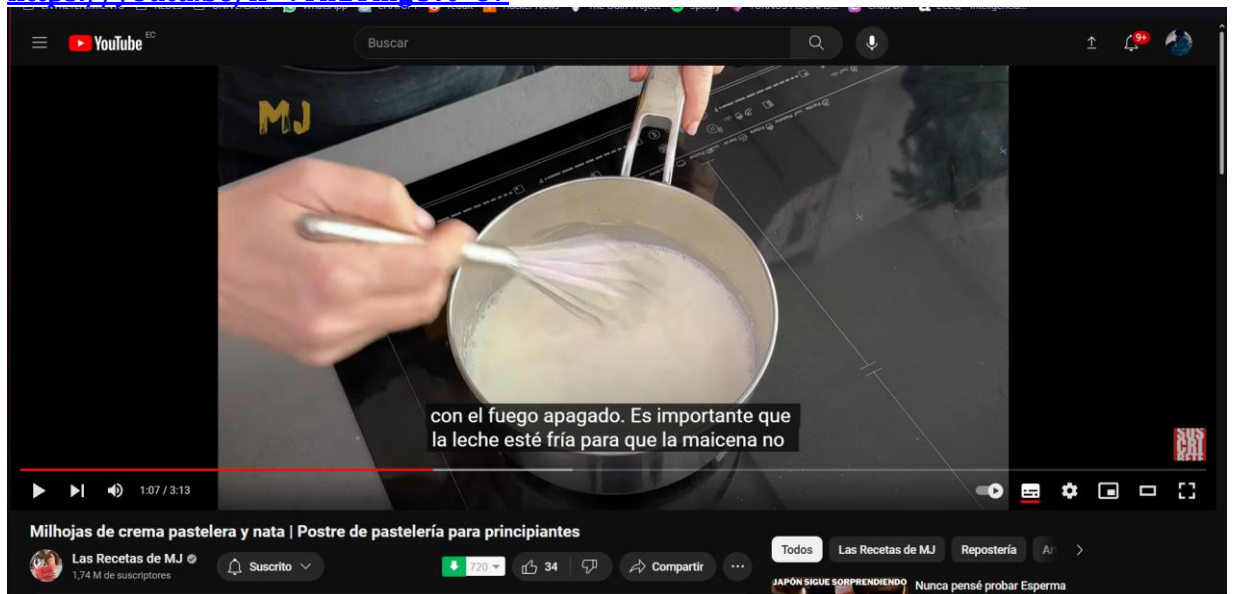 YouTube EC
Buscar
9+
MJ
con el fuego apagado. Es importante que
la leche esté fría para que la maicena no
SUS
CRI
BETE
1:07 / 3:13
Milhojas de crema pastelera y nata | Postre de pastelería para principiantes
Las Recetas de MJ
1,74 M de suscriptores
Suscrito
720
34
Compartir
Todos
Las Recetas de MJ
Repostería
JAPÓN SIGUE SORPRENDIENDO
Nunca pensé probar Esperma